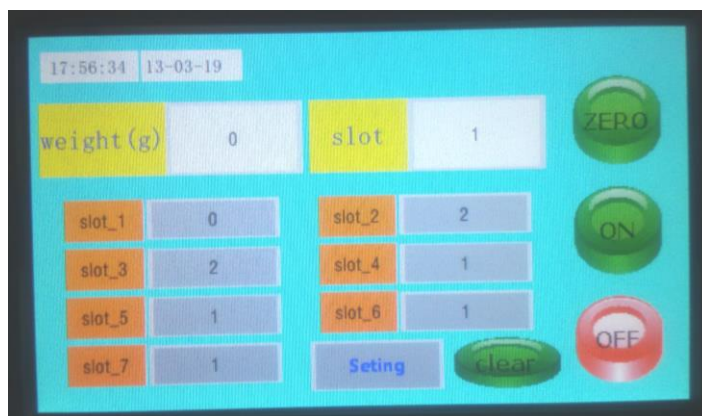 17:56:34 13-03-19
weight(g) 0 slot 1 ZERO
slot_1 0 slot_2 2 ON
slot_3 2 slot_4 1
slot_5 1 slot_6 1 OFF
slot_7 1 Seting clear